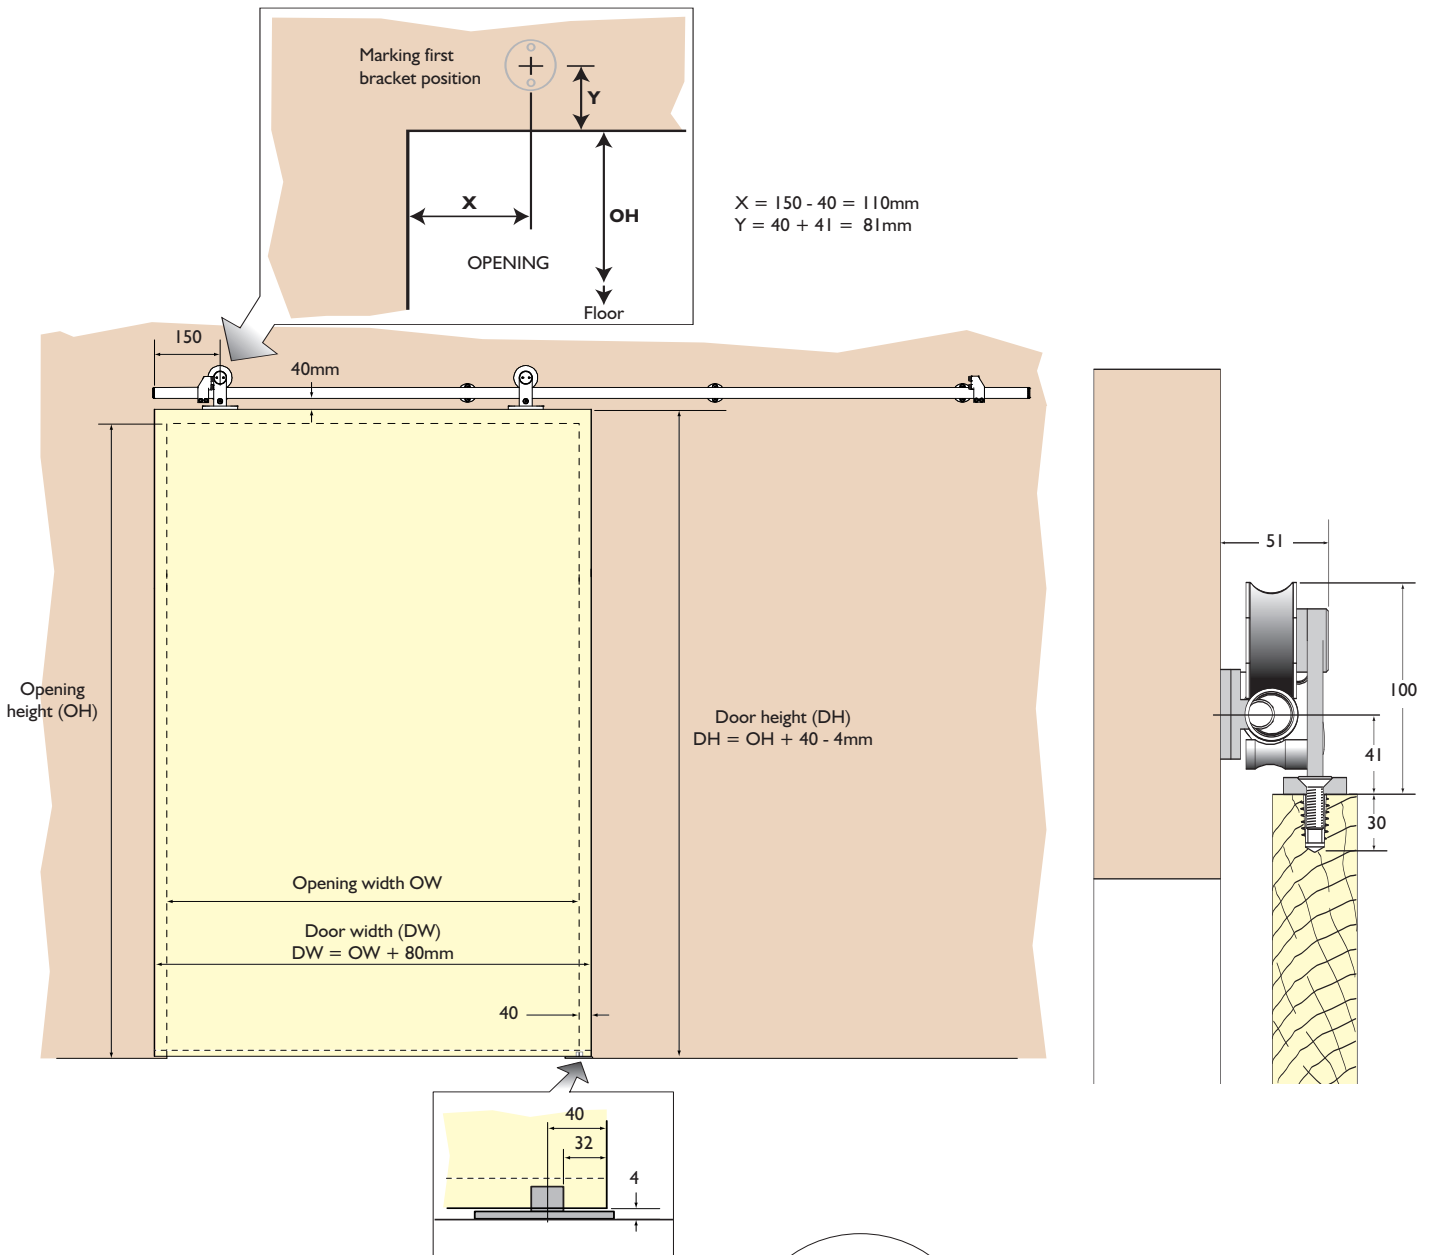 Marking first
bracket position
Y
X
OH
OPENING
Floor
X = 150 - 40 = 110mm
Y = 40 + 41 = 81mm
150
40mm
51
Opening
height (OH)
100
Door height (DH)
DH = OH + 40 - 4mm
41
30
Opening width OW
Door width (DW)
DW = OW + 80mm
40
40
32
4